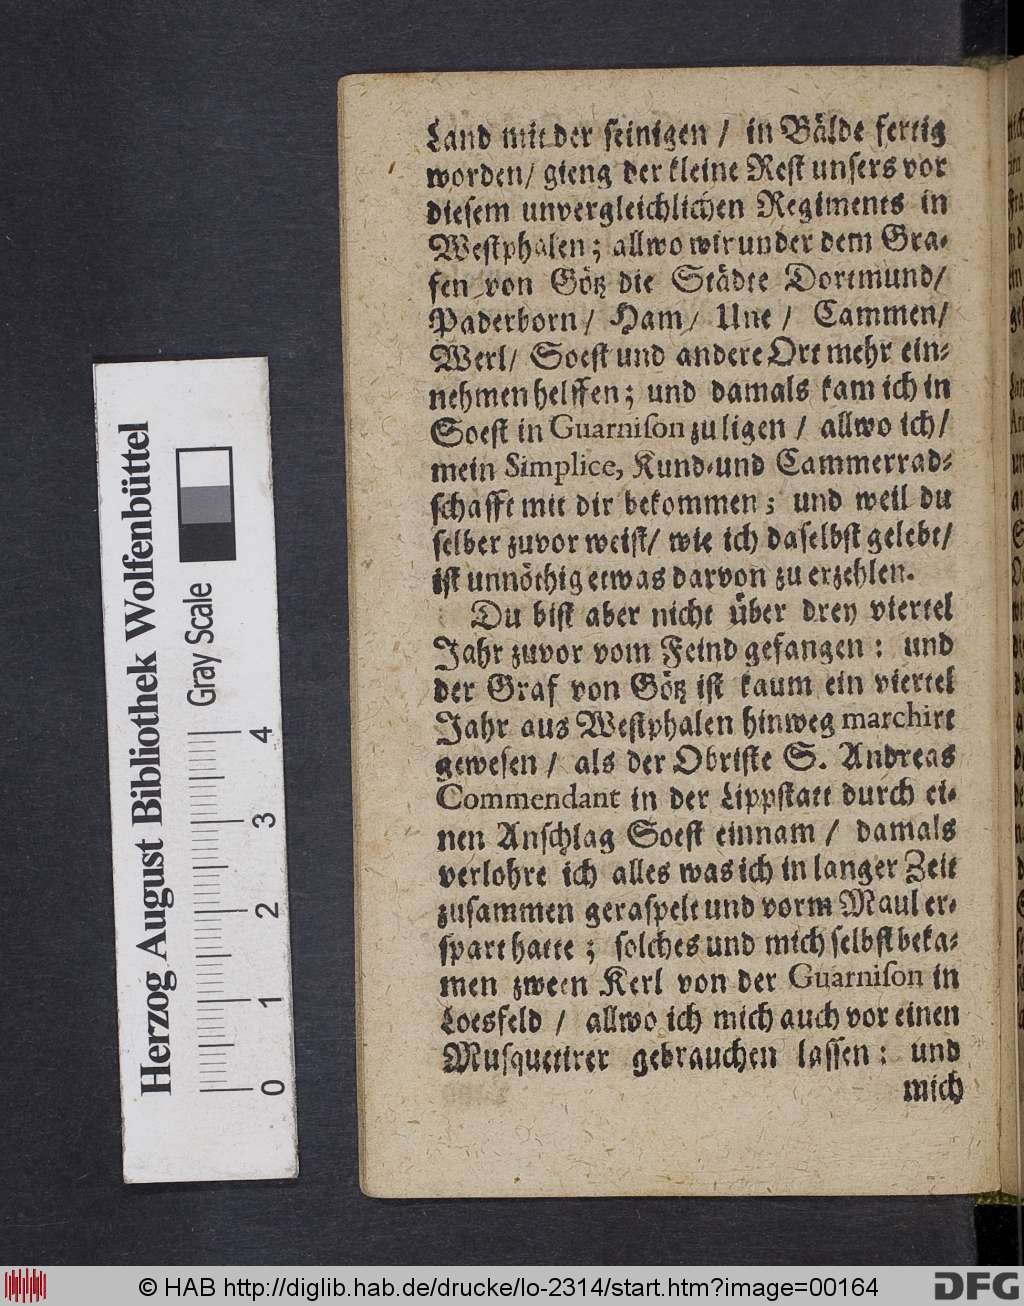 Land mit der seinigen / in Bälde fertig
worden / gieng der kleine Rest unsers vor
diesem unvergleichlichen Regiments in
Westphalen; allwo wir under dem Gra-
fen von Götz die Städte Dortmund /
Paderborn / Ham / Une / Cammen /
Werl / Soest und andere Ort mehr ein-
nehmen helffen; und damals kam ich in
Soest in Guarnison zu ligen / allwo ich /
mein Simplice, Kund- und Cammerrad-
schafft mit dir bekommen; und weil du
selber zuvor weist / wie ich daselbst gelebt /
ist unnöthig etwas darvon zu erzehlen.
Du bist aber nicht über drey viertel
Jahr zuvor vom Feind gefangen: und
der Graf von Götz ist kaum ein viertel
Jahr aus Westphalen hinweg marchirt
gewesen / als der Obriste S. Andreas
Commendant in der Lippstatt durch ei-
nen Anschlag Soest einnam / damals
verlohre ich alles was ich in langer Zeit
zusammen geraspelt und vorm Maul er-
spart hatte; solches und mich selbst beka-
men zween Kerl von der Guarnison in
Coesfeld / allwo ich mich auch vor einen
Musquetirer gebrauchen lassen: und
mich
Herzog August Bibliothek Wolfenbüttel
Gray Scale
0 1 2 3 4
© HAB http://diglib.hab.de/drucke/lo-2314/start.htm?image=00164
DFG